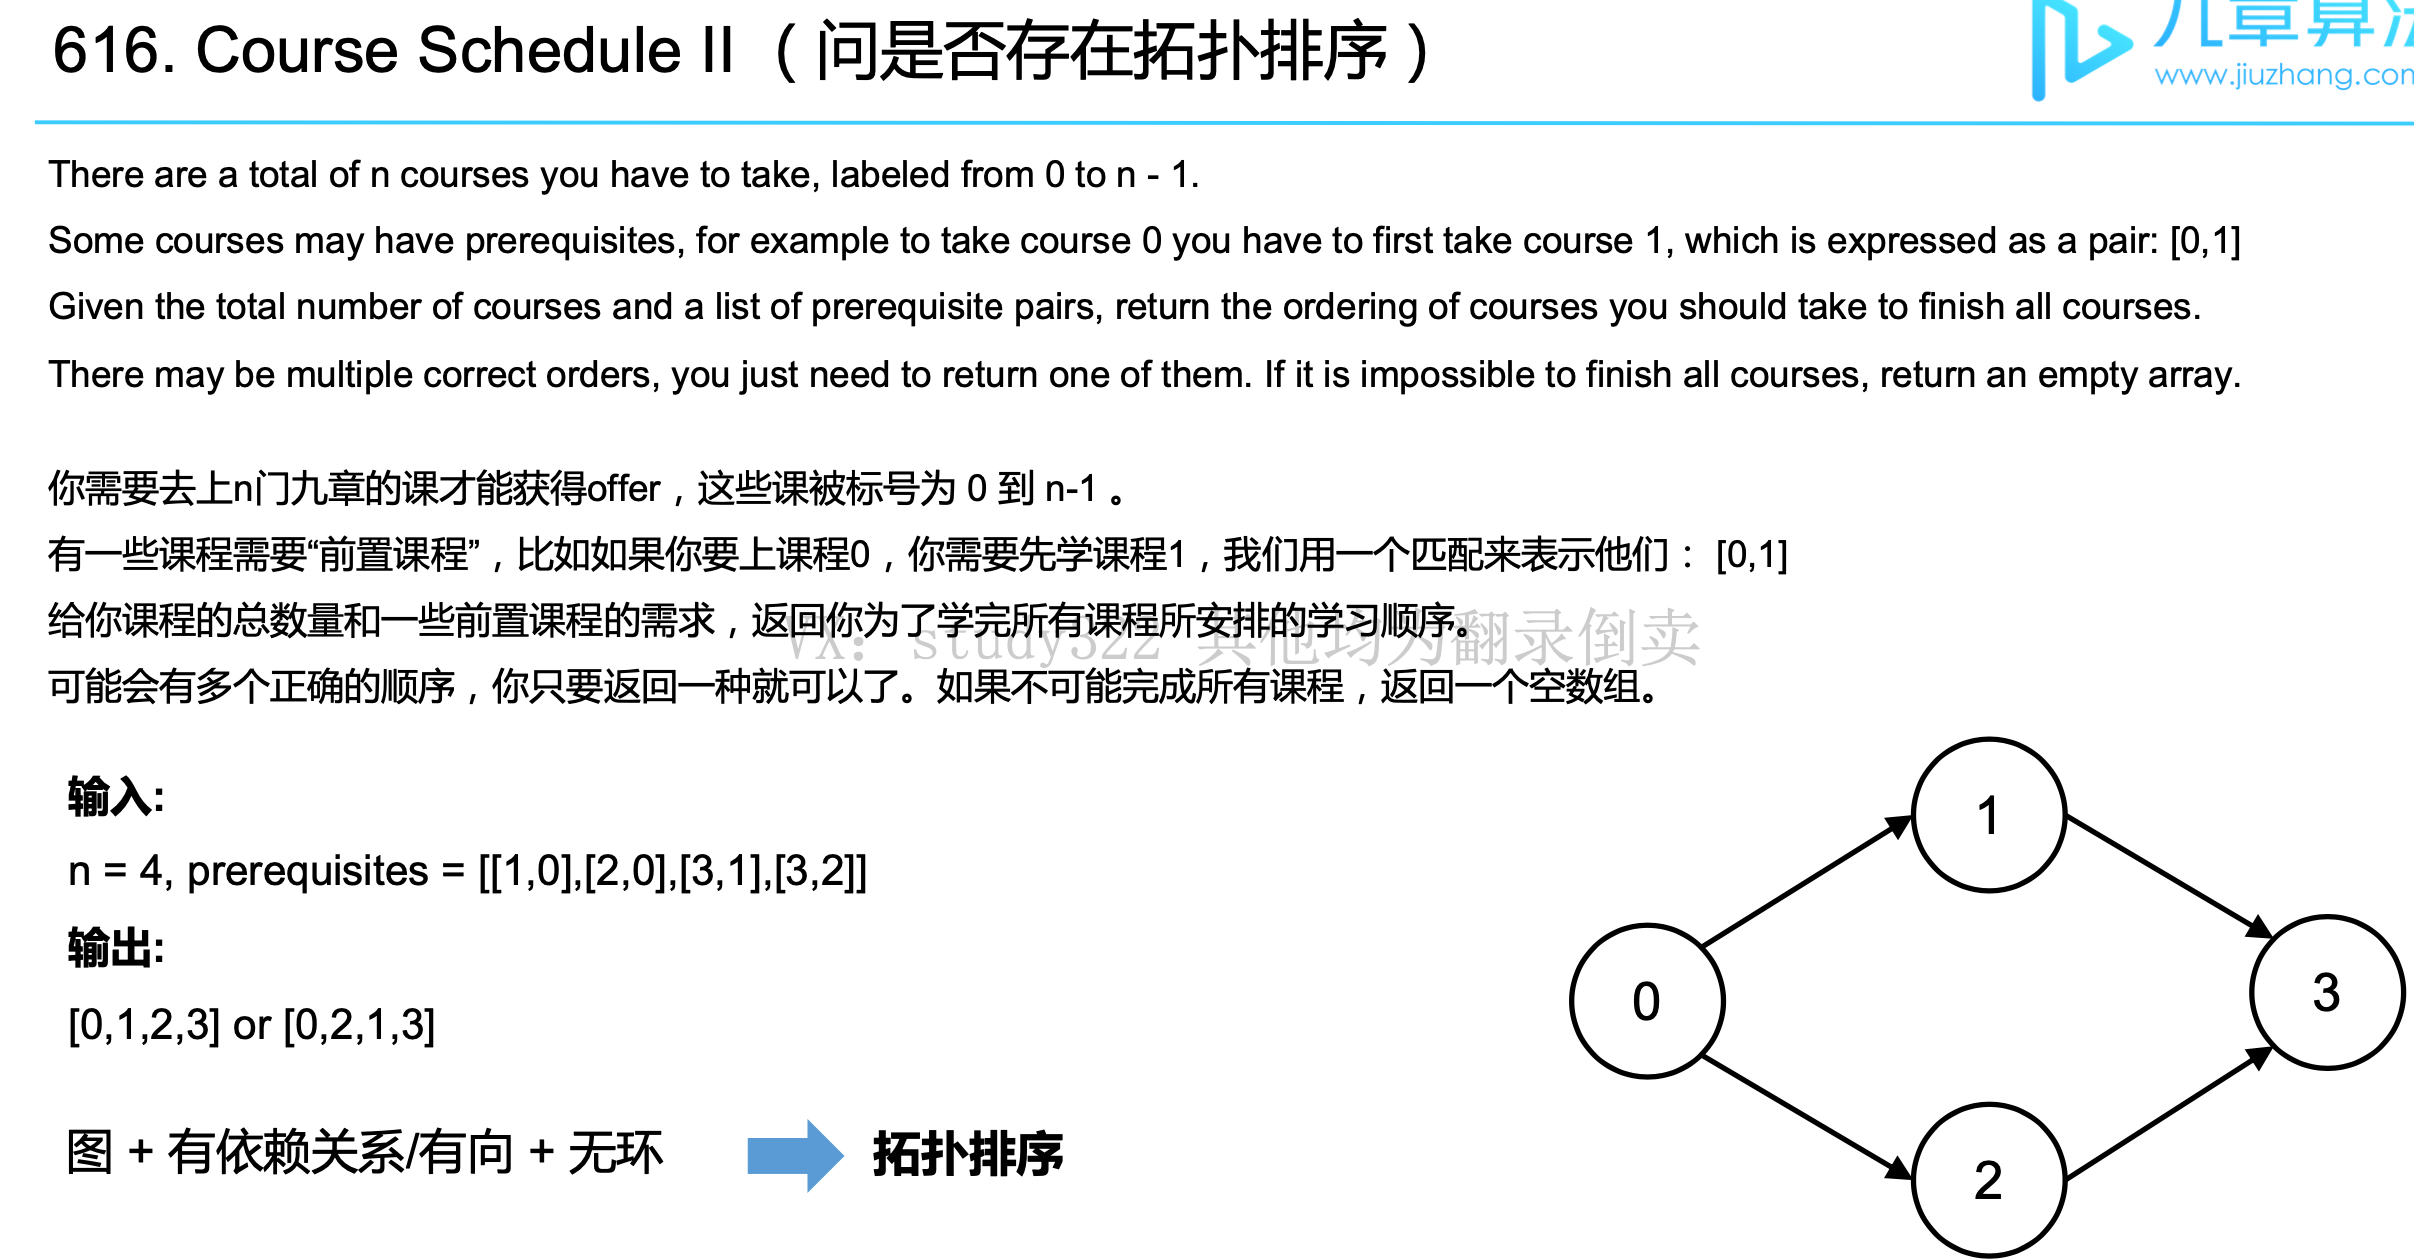 616. Course Schedule II（问是否存在拓扑排序）
九章算法
www.jiuzhang.com
There are a total of n courses you have to take, labeled from 0 to n - 1.
Some courses may have prerequisites, for example to take course 0 you have to first take course 1, which is expressed as a pair: [0,1]
Given the total number of courses and a list of prerequisite pairs, return the ordering of courses you should take to finish all courses.
There may be multiple correct orders, you just need to return one of them. If it is impossible to finish all courses, return an empty array.
你需要去上n门九章的课才能获得offer，这些课被标号为 0 到 n-1 。
有一些课程需要“前置课程”，比如如果你要上课程0，你需要先学课程1，我们用一个匹配来表示他们： [0,1]
给你课程的总数量和一些前置课程的需求，返回你为了学完所有课程所安排的学习顺序。
VX: study322 其他均为翻录倒卖
可能会有多个正确的顺序，你只要返回一种就可以了。如果不可能完成所有课程，返回一个空数组。
输入:
n = 4, prerequisites = [[1,0],[2,0],[3,1],[3,2]]
输出:
[0,1,2,3] or [0,2,1,3]
图 + 有依赖关系/有向 + 无环
拓扑排序
1
0
3
2